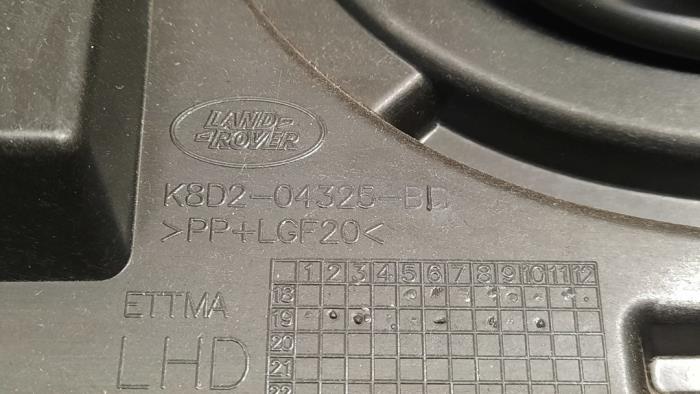 LAND-
-ROVER
K8D2-04325-BD
>PP+LGF20<
ETTMA
LHD
1 2 3 4 5 6 7 8 9 10 11 12
18
19
20
21
22